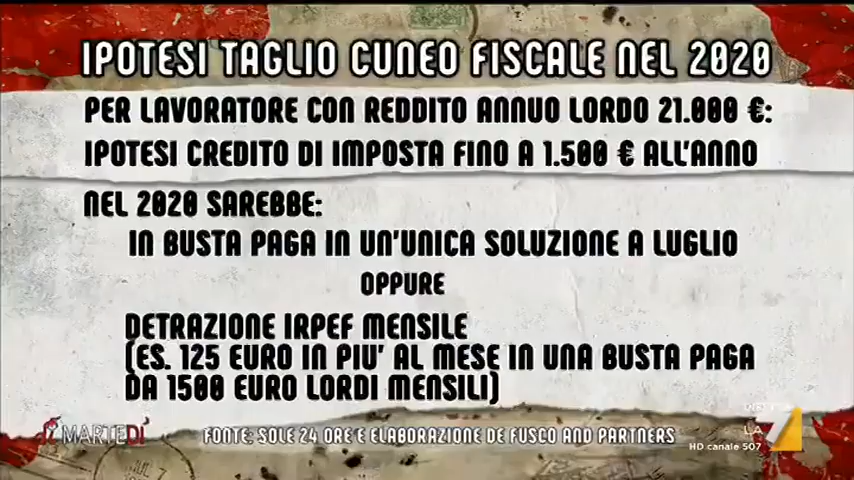 IPOTESI TAGLIO CUNEO FISCALE NEL 2020
PER LAVORATORE CON REDDITO ANNUO LORDO 21.000 €:
IPOTESI CREDITO DI IMPOSTA FINO A 1.500 € ALL'ANNO
NEL 2020 SAREBBE:
IN BUSTA PAGA IN UN'UNICA SOLUZIONE A LUGLIO
OPPURE
DETRAZIONE IRPEF MENSILE
(ES. 125 EURO IN PIU' AL MESE IN UNA BUSTA PAGA
DA 1500 EURO LORDI MENSILI)
diMARTEDÌ
FONTE: SOLE 24 ORE E ELABORAZIONE DE FUSCO AND PARTNERS
LA7
HD canale 507